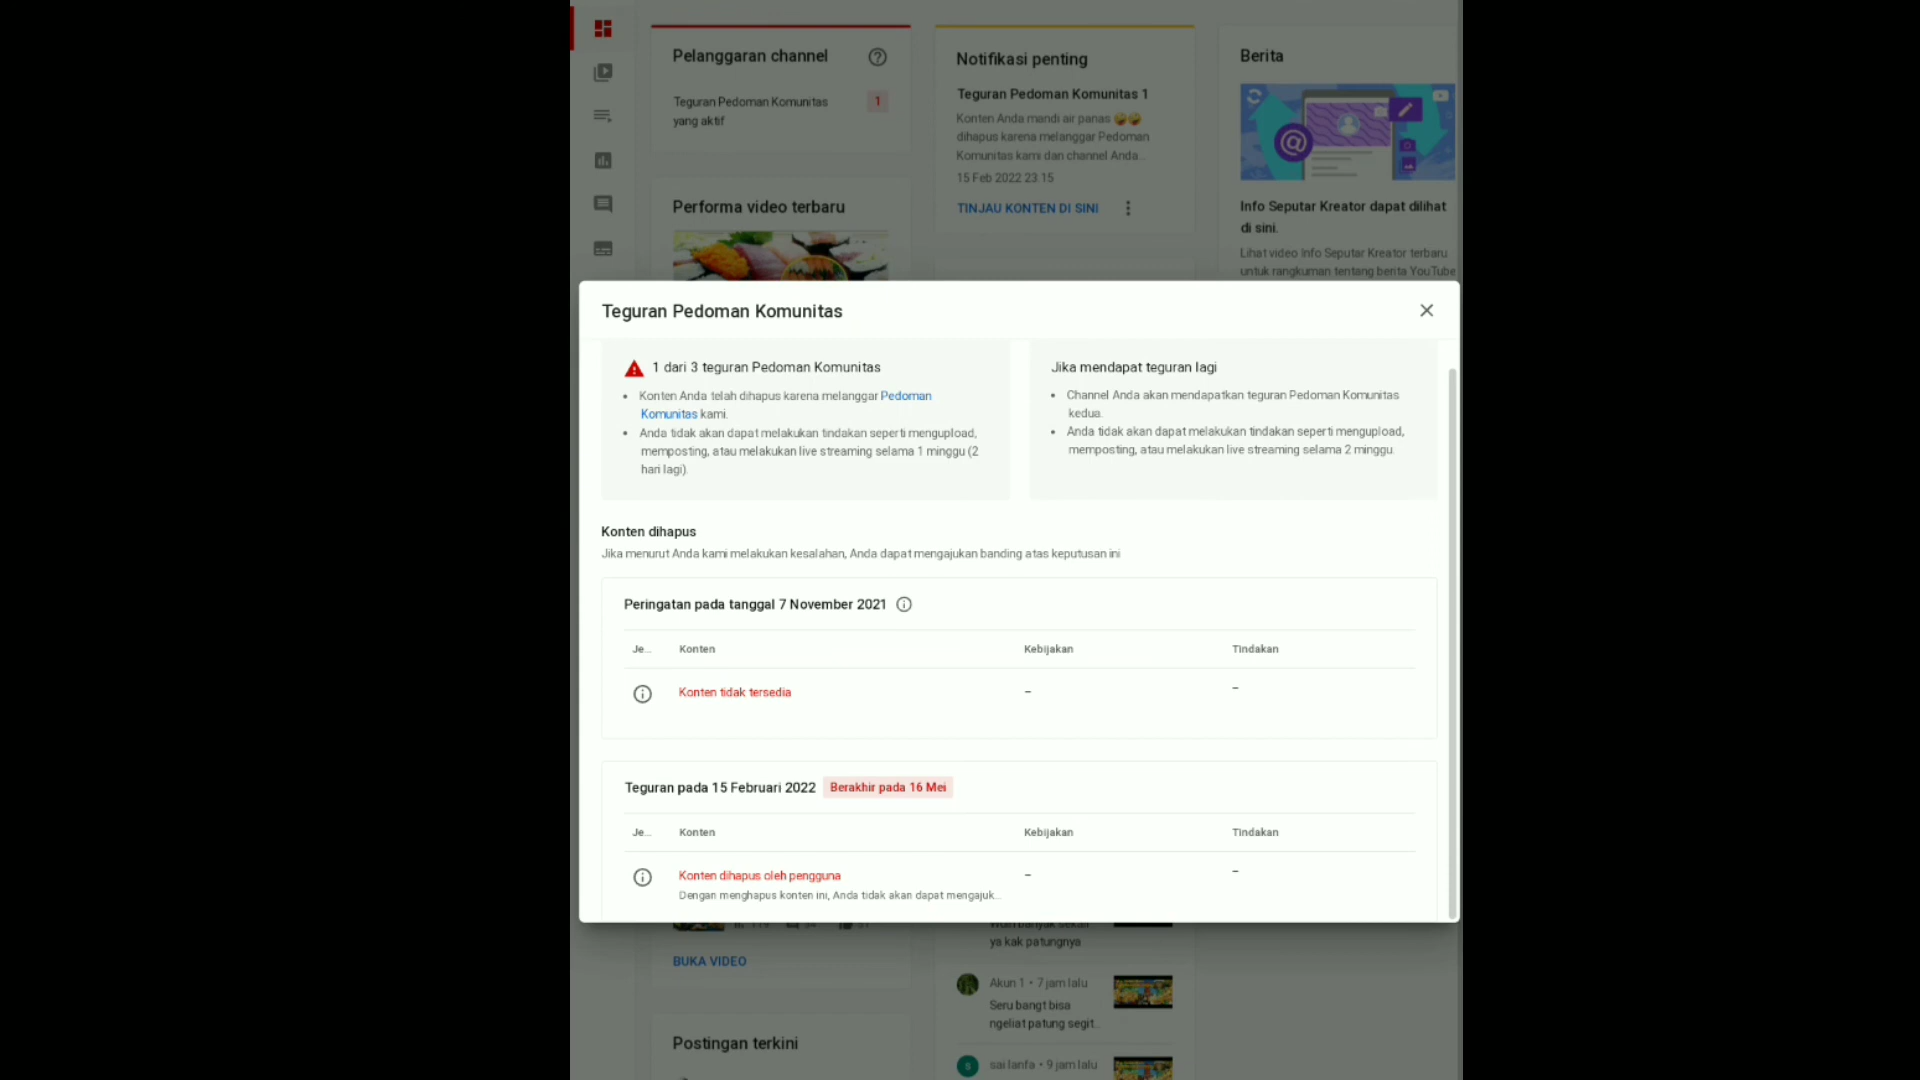 Pelanggaran channel
Teguran Pedoman Komunitas
yang aktif
1
Performa video terbaru
Notifikasi penting
Teguran Pedoman Komunitas 1
Konten Anda mandi air panas 🤪🤪
dihapus karena melanggar Pedoman
Komunitas kami dan channel Anda...
15 Feb 2022 23 15
TINJAU KONTEN DI SINI
Berita
Info Seputar Kreator dapat dilihat
di sini.
Lihat video Info Seputar Kreator terbaru
untuk rangkuman tentang berita YouTube
Teguran Pedoman Komunitas
1 dari 3 teguran Pedoman Komunitas
• Konten Anda telah dihapus karena melanggar Pedoman
Komunitas kami.
• Anda tidak akan dapat melakukan tindakan seperti mengupload,
memposting, atau melakukan live streaming selama 1 minggu (2
hari lagi).
Jika mendapat teguran lagi
• Channel Anda akan mendapatkan teguran Pedoman Komunitas
kedua.
• Anda tidak akan dapat melakukan tindakan seperti mengupload,
memposting, atau melakukan live streaming selama 2 minggu.
Konten dihapus
Jika menurut Anda kami melakukan kesalahan, Anda dapat mengajukan banding atas keputusan ini
Peringatan pada tanggal 7 November 2021
Je... Konten Kebijakan Tindakan
Konten tidak tersedia – –
Teguran pada 15 Februari 2022 Berakhir pada 16 Mei
Je... Konten Kebijakan Tindakan
Konten dihapus oleh pengguna – –
Dengan menghapus konten ini, Anda tidak akan dapat mengajuk...
BUKA VIDEO
Postingan terkini
banyak
ya kak patungnya
Akun 1 • 7 jam lalu
Seru bangt bisa
ngeliat patung segit...
s
sai lanfa • 9 jam lalu